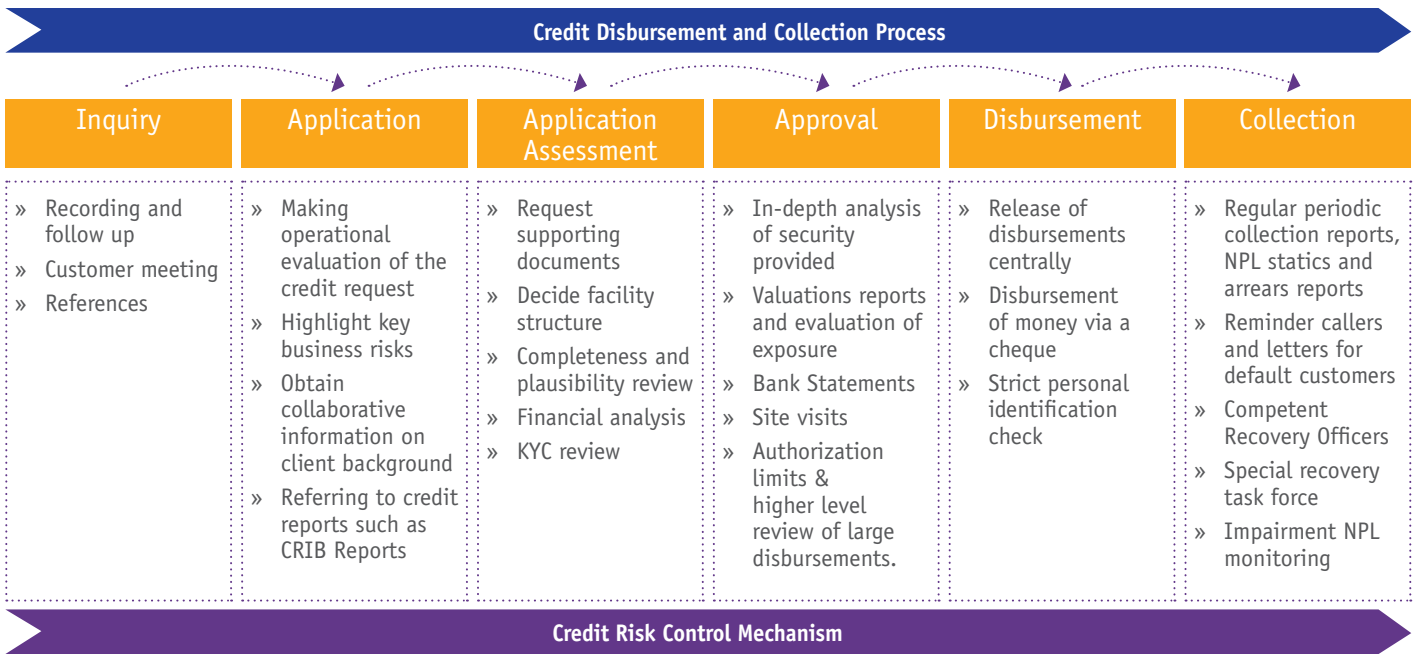 Credit Disbursement and Collection Process
Inquiry
Application
Application
Assessment
Approval
Disbursement
Collection
» Recording and
follow up
» Customer meeting
» References
» Making
operational
evaluation of the
credit request
» Highlight key
business risks
» Obtain
collaborative
information on
client background
» Referring to credit
reports such as
CRIB Reports
» Request
supporting
documents
» Decide facility
structure
» Completeness and
plausibility review
» Financial analysis
» KYC review
» In-depth analysis
of security
provided
» Valuations reports
and evaluation of
exposure
» Bank Statements
» Site visits
» Authorization
limits &
higher level
review of large
disbursements.
» Release of
disbursements
centrally
» Disbursement
of money via a
cheque
» Strict personal
identification
check
» Regular periodic
collection reports,
NPL statics and
arrears reports
» Reminder callers
and letters for
default customers
» Competent
Recovery Officers
» Special recovery
task force
» Impairment NPL
monitoring
Credit Risk Control Mechanism